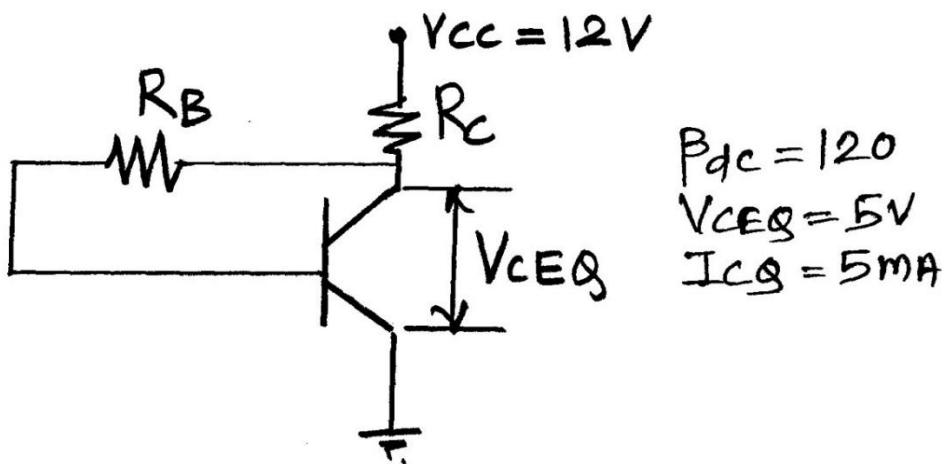 VCC = 12V
RB
RC
βdc = 120
VCEQ = 5V
VCEQ
ICQ = 5mA